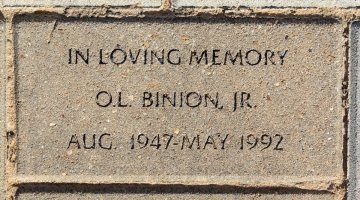 IN LOVING MEMORY
O.L. BINION, JR.
AUG. 1947-MAY 1992